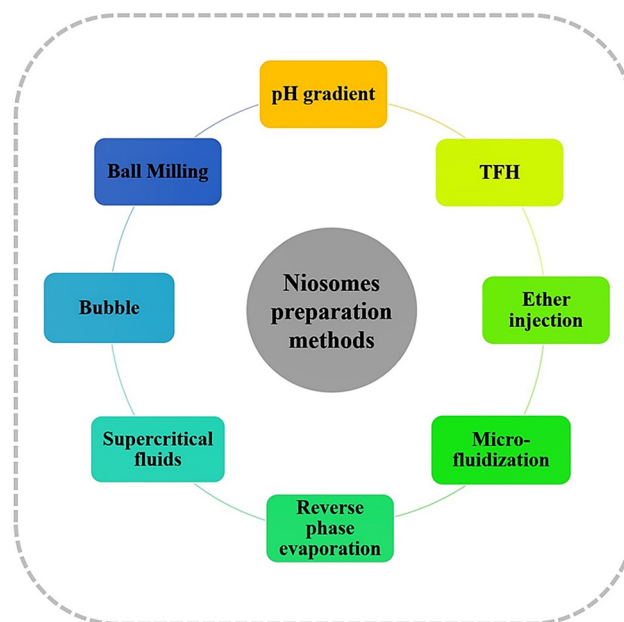 pH gradient
TFH
Ether
injection
Micro-
fluidization
Reverse
phase
evaporation
Supercritical
fluids
Bubble
Ball Milling
Niosomes
preparation
methods